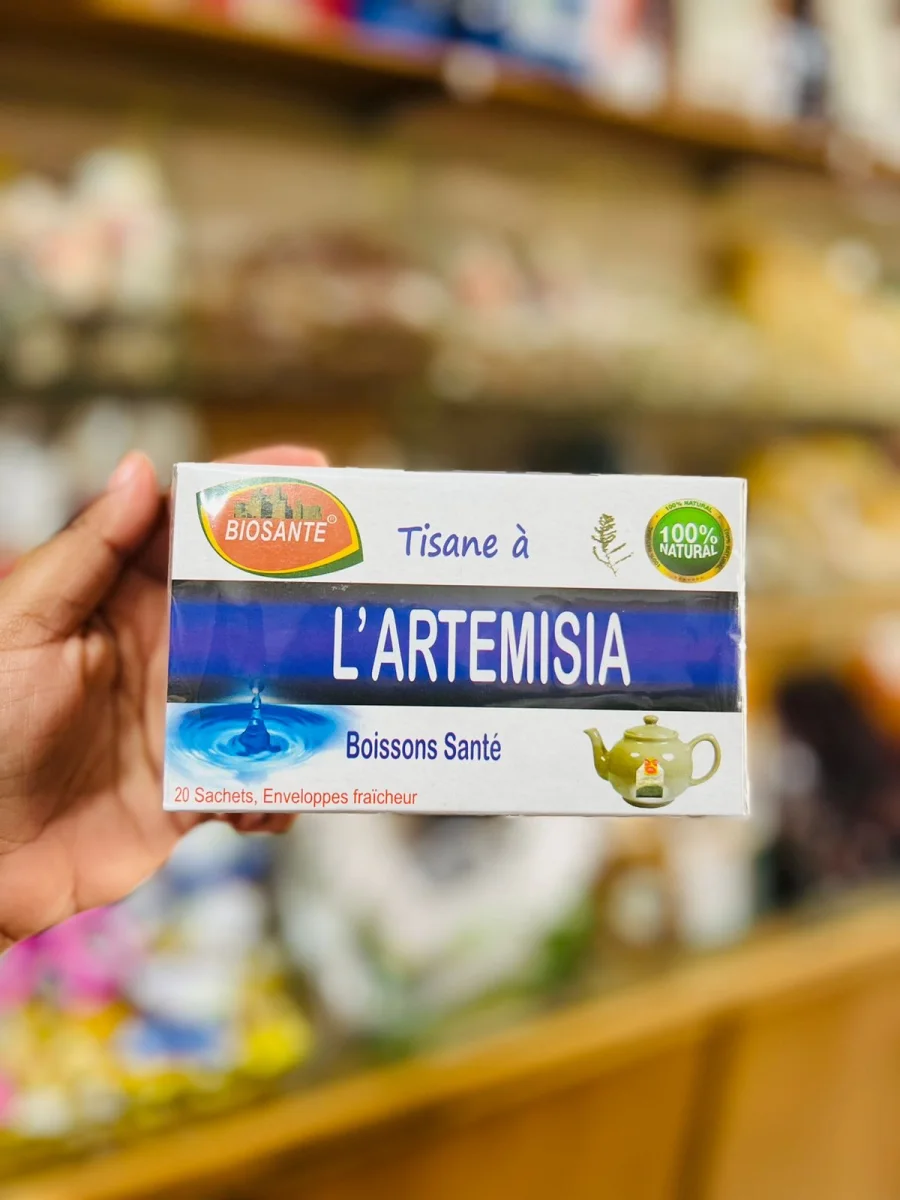 BIOSANTE®
Tisane à
100% NATURAL
100%
NATURAL
L'ARTEMISIA
Boissons Santé
20 Sachets, Enveloppes fraîcheur